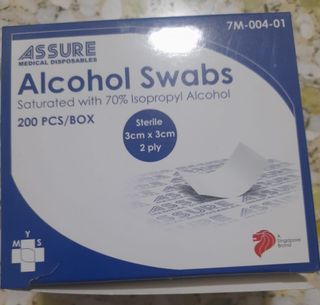 7M-004-01
ASSURE
MEDICAL DISPOSABLES
Alcohol Swabs
Saturated with 70% Isopropyl Alcohol
200 PCS/BOX
Sterile
3cm x 3cm
2 ply
Y
M S
A
Singapore
Brand